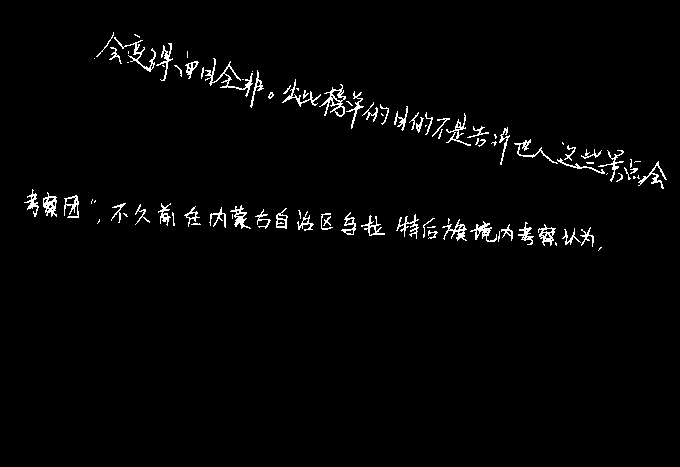 会变得面目全非。出此榜单的目的不是告诉世人这些景点会
考察团”,不久前在内蒙古自治区乌拉特后旗境内考察认为,